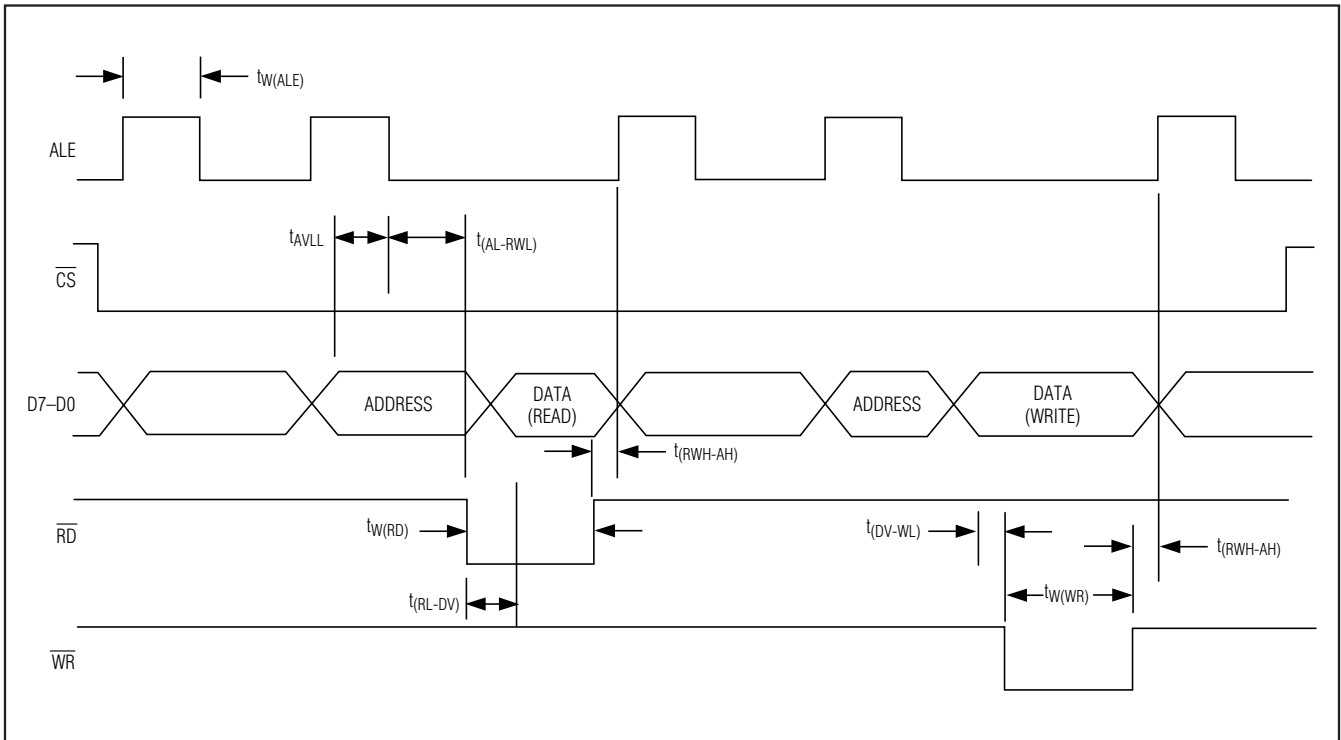 tW(ALE)
ALE
tAVLL
t(AL-RWL)
CS
D7–D0
ADDRESS
DATA
(READ)
ADDRESS
DATA
(WRITE)
t(RWH-AH)
RD
tW(RD)
t(DV-WL)
t(RWH-AH)
t(RL-DV)
tW(WR)
WR